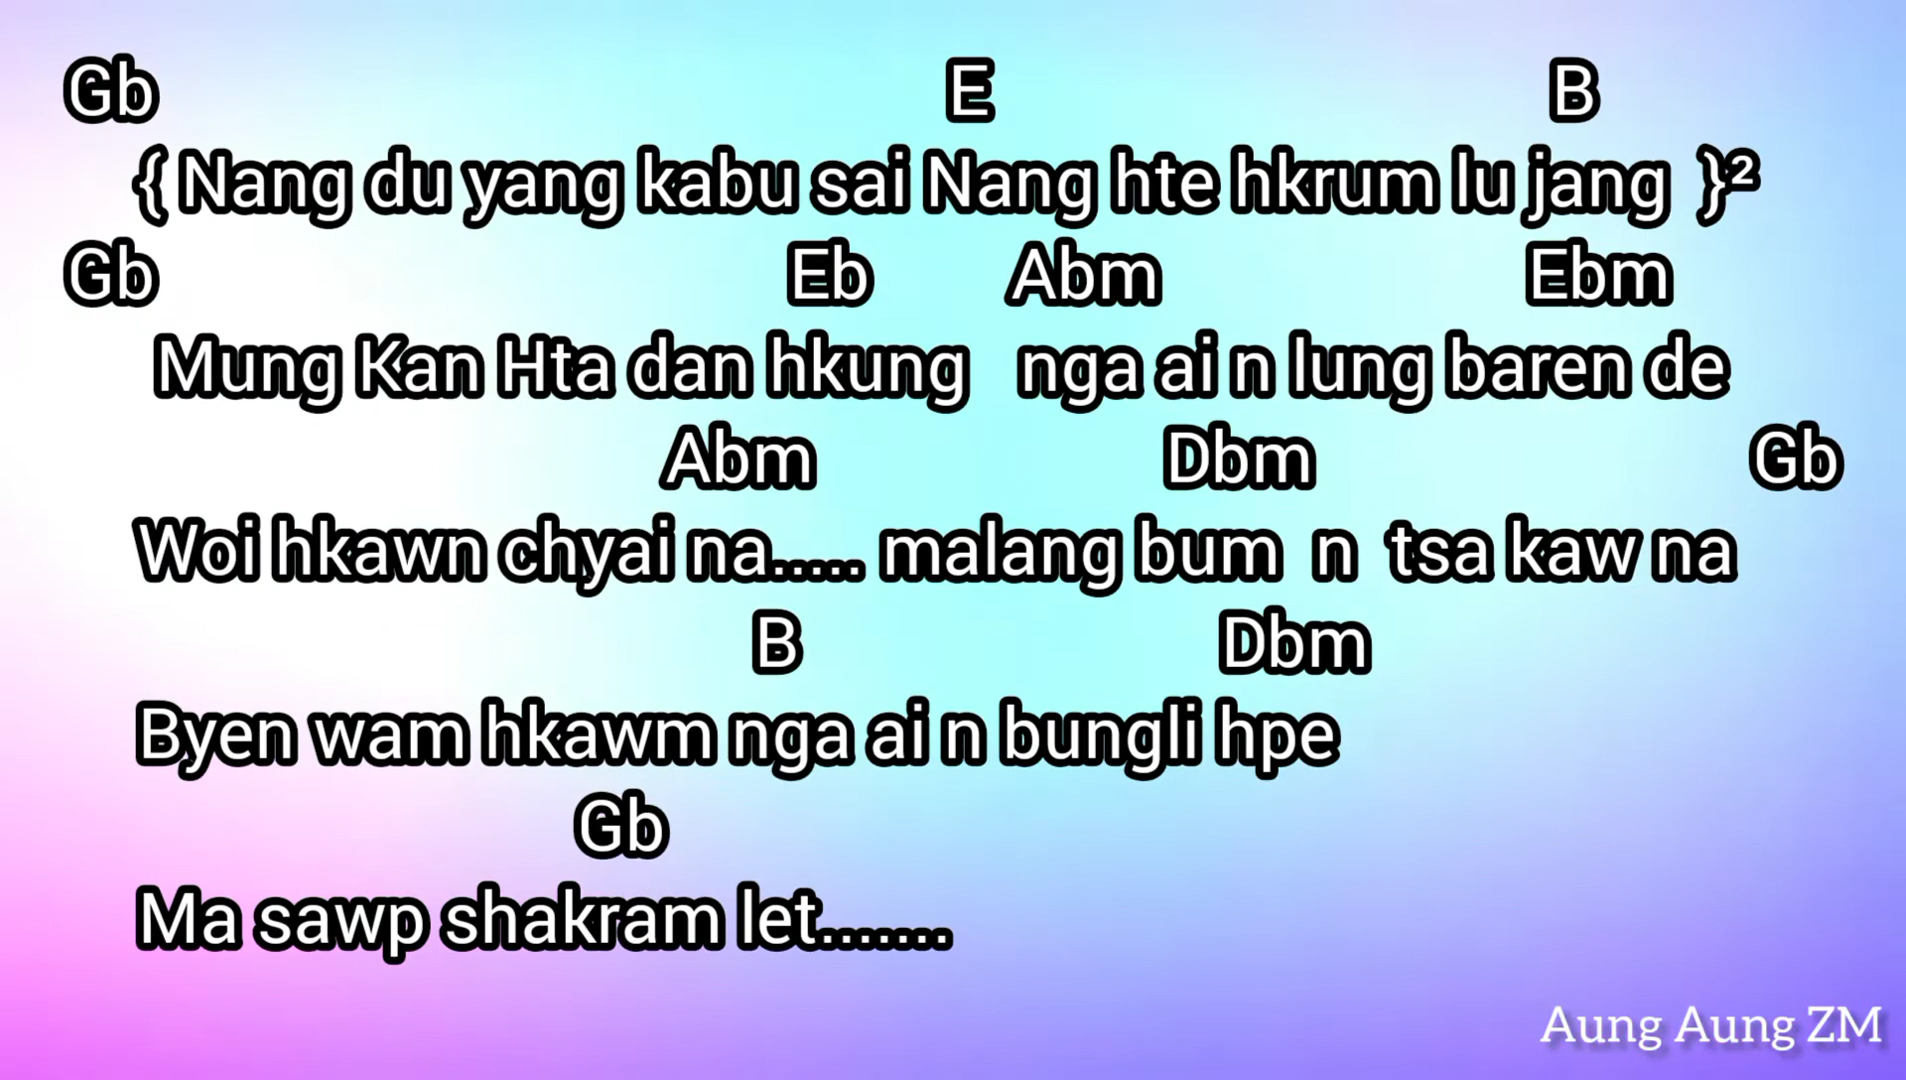 Gb E B
{ Nang du yang kabu sai Nang hte hkrum lu jang }²
Gb Eb Abm Ebm
Mung Kan Hta dan hkung nga ai n lung baren de
Abm Dbm Gb
Woi hkawn chyai na..... malang bum n tsa kaw na
B Dbm
Byen wam hkawm nga ai n bungli hpe
Gb
Ma sawp shakram let.......
Aung Aung ZM